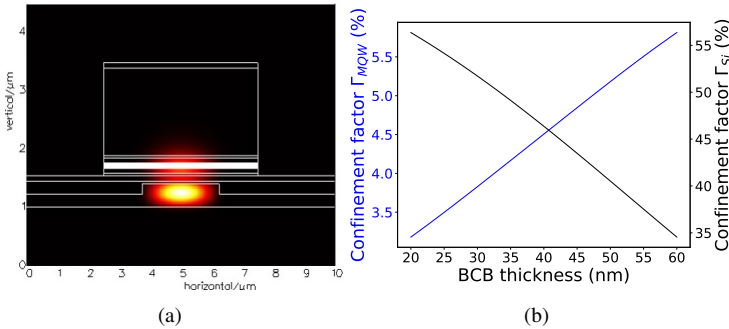 4
3
2
1
0
vertical/μm
0 1 2 3 4 5 6 7 8 9 10
horizontal/μm
(a)
Confinement factor Γ_MQW (%)
5.5
5.0
4.5
4.0
3.5
55
50
45
40
35
Confinement factor Γ_Si (%)
20 25 30 35 40 45 50 55 60
BCB thickness (nm)
(b)